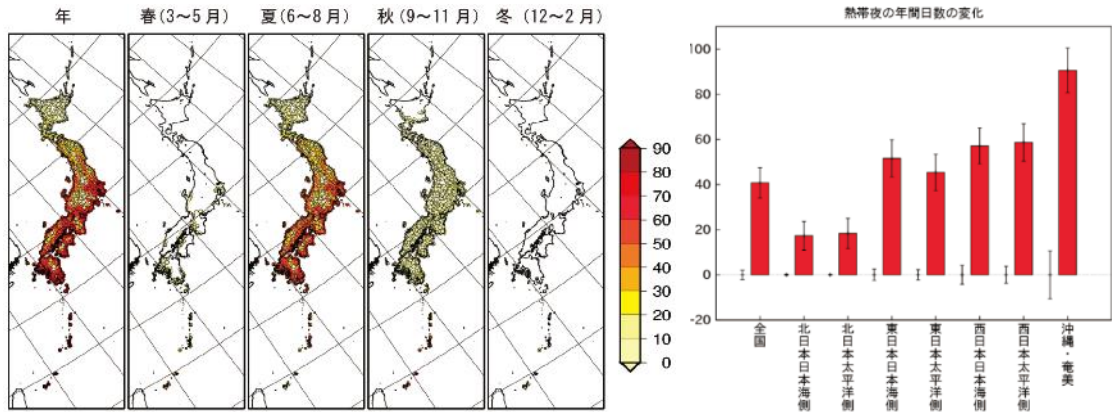 年
春(3～5月)
夏(6～8月)
秋(9～11月)
冬(12～2月)
90
80
70
60
50
40
30
20
10
0
熱帯夜の年間日数の変化
100
80
60
40
20
0
-20
全国
北日本日本海側
北日本太平洋側
東日本日本海側
東日本太平洋側
西日本日本海側
西日本太平洋側
沖縄・奄美